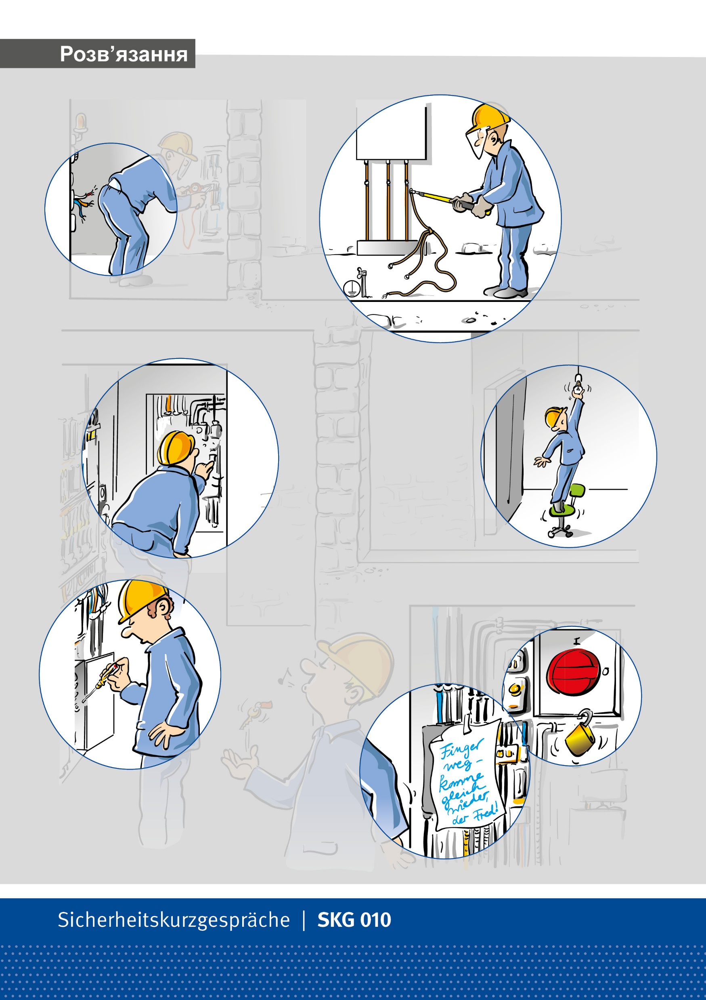 Розв’язання
I
O
Finger
weg -
komme
gleich
wieder,
der Fred!
Sicherheitskurzgespräche | SKG 010